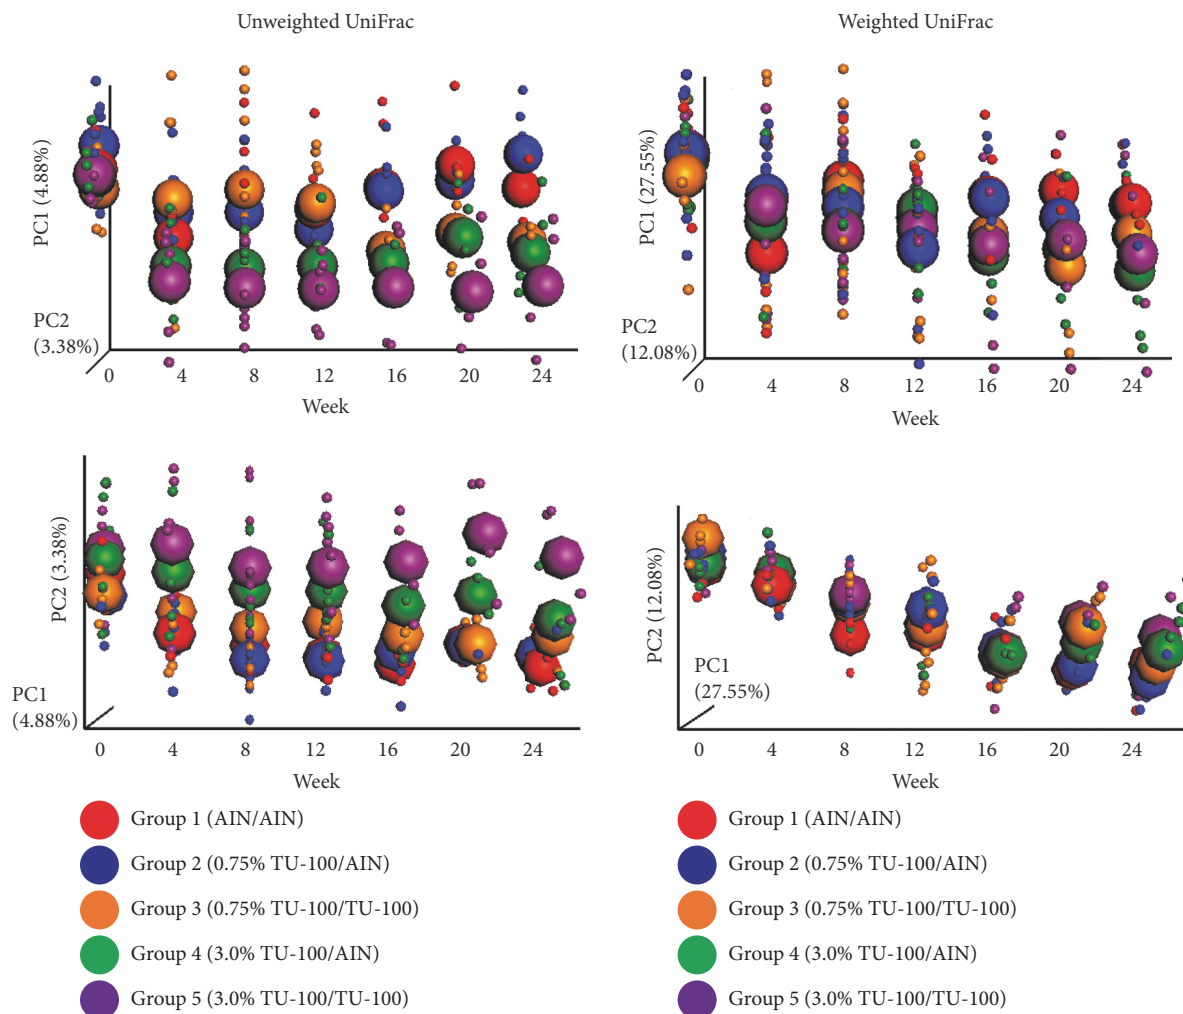 Unweighted UniFrac
PC1 (4.88%)
PC2
(3.38%)
0 4 8 12 16 20 24
Week
Weighted UniFrac
PC1 (27.55%)
PC2
(12.08%)
0 4 8 12 16 20 24
Week
PC2 (3.38%)
PC1
(4.88%)
0 4 8 12 16 20 24
Week
PC2 (12.08%)
PC1
(27.55%)
0 4 8 12 16 20 24
Week
Group 1 (AIN/AIN)
Group 2 (0.75% TU-100/AIN)
Group 3 (0.75% TU-100/TU-100)
Group 4 (3.0% TU-100/AIN)
Group 5 (3.0% TU-100/TU-100)
Group 1 (AIN/AIN)
Group 2 (0.75% TU-100/AIN)
Group 3 (0.75% TU-100/TU-100)
Group 4 (3.0% TU-100/AIN)
Group 5 (3.0% TU-100/TU-100)